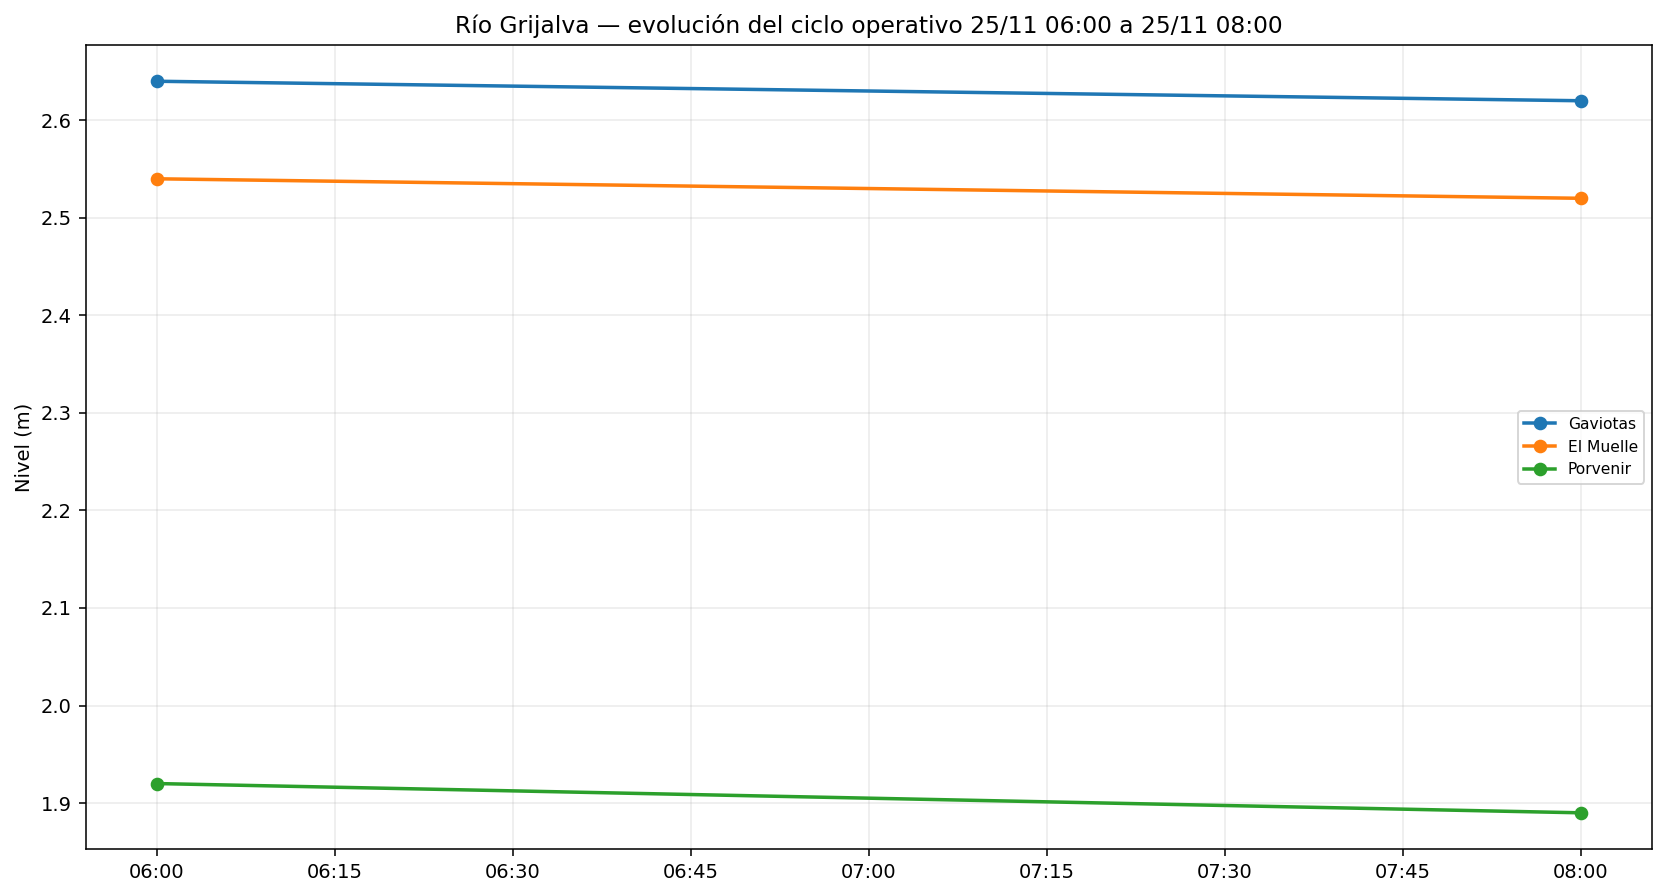 Río Grijalva — evolución del ciclo operativo 25/11 06:00 a 25/11 08:00
Nivel (m)
2.6
2.5
2.4
2.3
2.2
2.1
2.0
1.9
Gaviotas
El Muelle
Porvenir
06:00 06:15 06:30 06:45 07:00 07:15 07:30 07:45 08:00